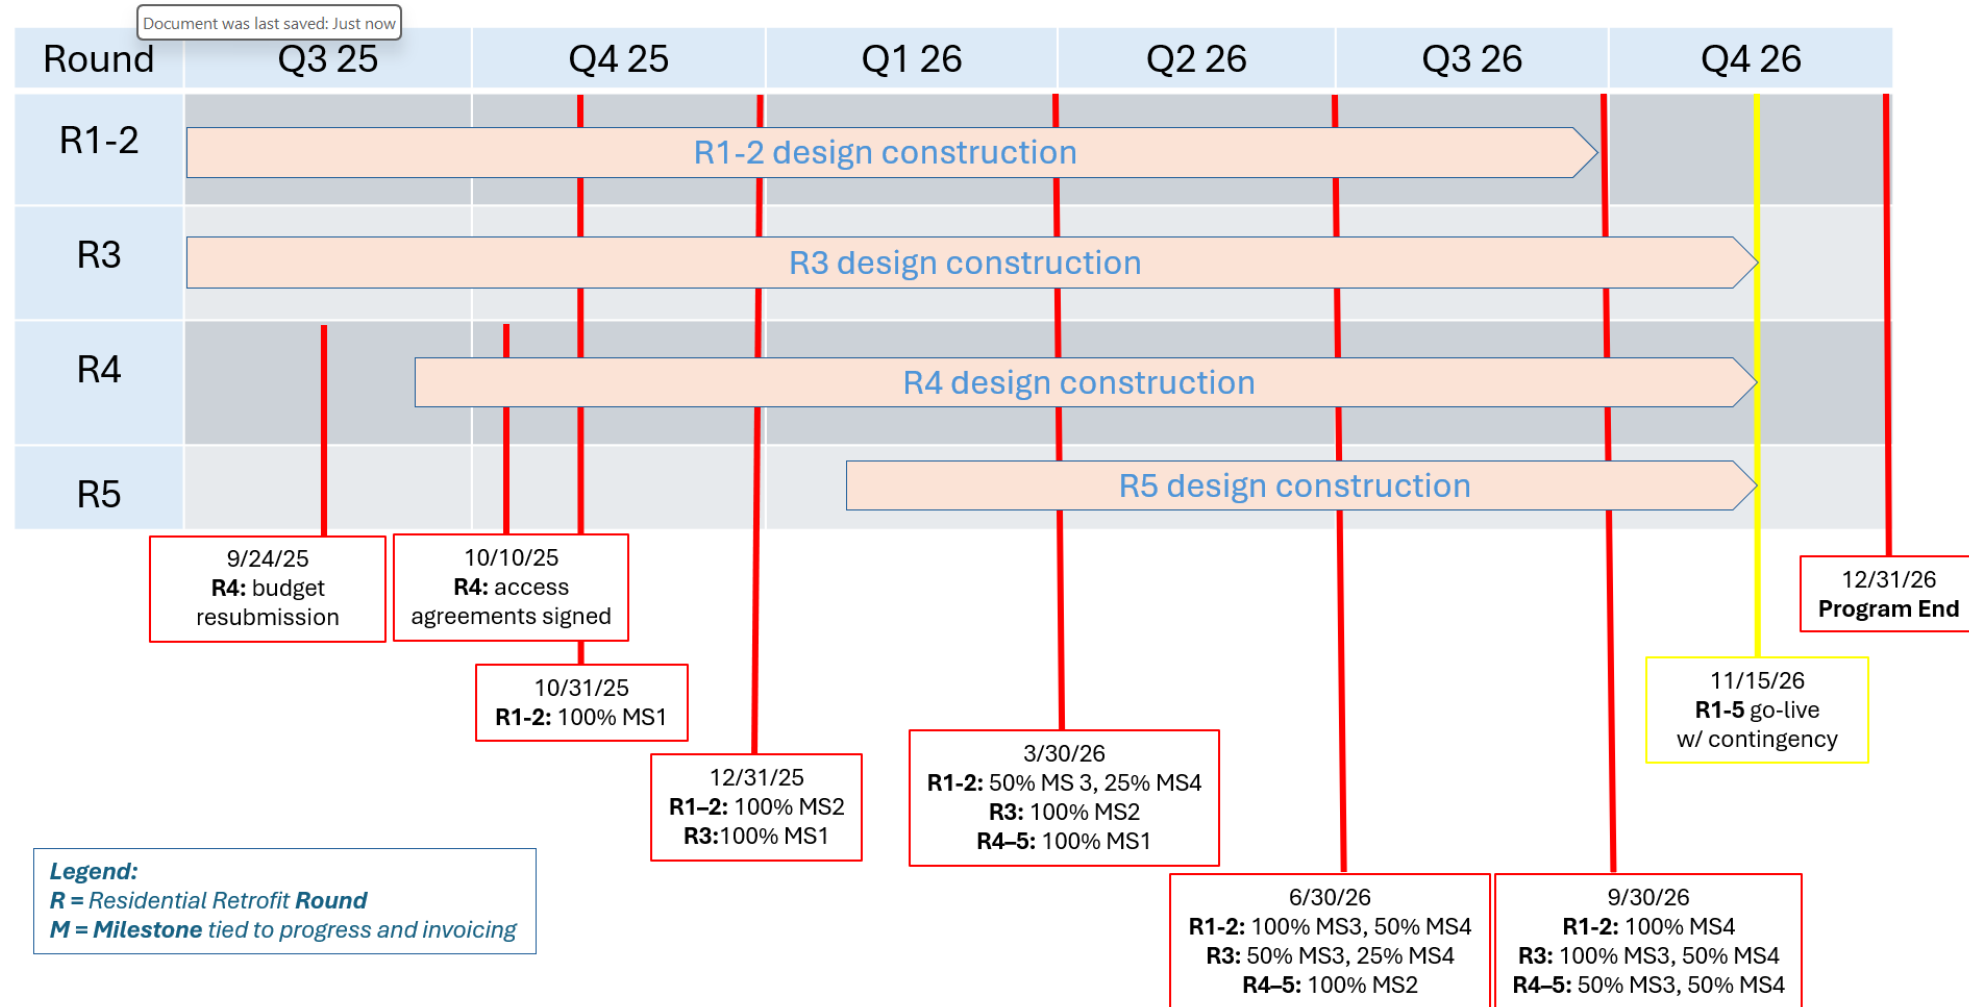 Document was last saved: Just now
Round
Q3 25
Q4 25
Q1 26
Q2 26
Q3 26
Q4 26
R1-2
R1-2 design construction
R3
R3 design construction
R4
R4 design construction
R5
R5 design construction
9/24/25
R4: budget
resubmission
10/10/25
R4: access
agreements signed
10/31/25
R1-2: 100% MS1
12/31/25
R1–2: 100% MS2
R3:100% MS1
3/30/26
R1-2: 50% MS 3, 25% MS4
R3: 100% MS2
R4–5: 100% MS1
6/30/26
R1-2: 100% MS3, 50% MS4
R3: 50% MS3, 25% MS4
R4–5: 100% MS2
9/30/26
R1-2: 100% MS4
R3: 100% MS3, 50% MS4
R4–5: 50% MS3, 50% MS4
11/15/26
R1-5 go-live
w/ contingency
12/31/26
Program End
Legend:
R = Residential Retrofit Round
M = Milestone tied to progress and invoicing